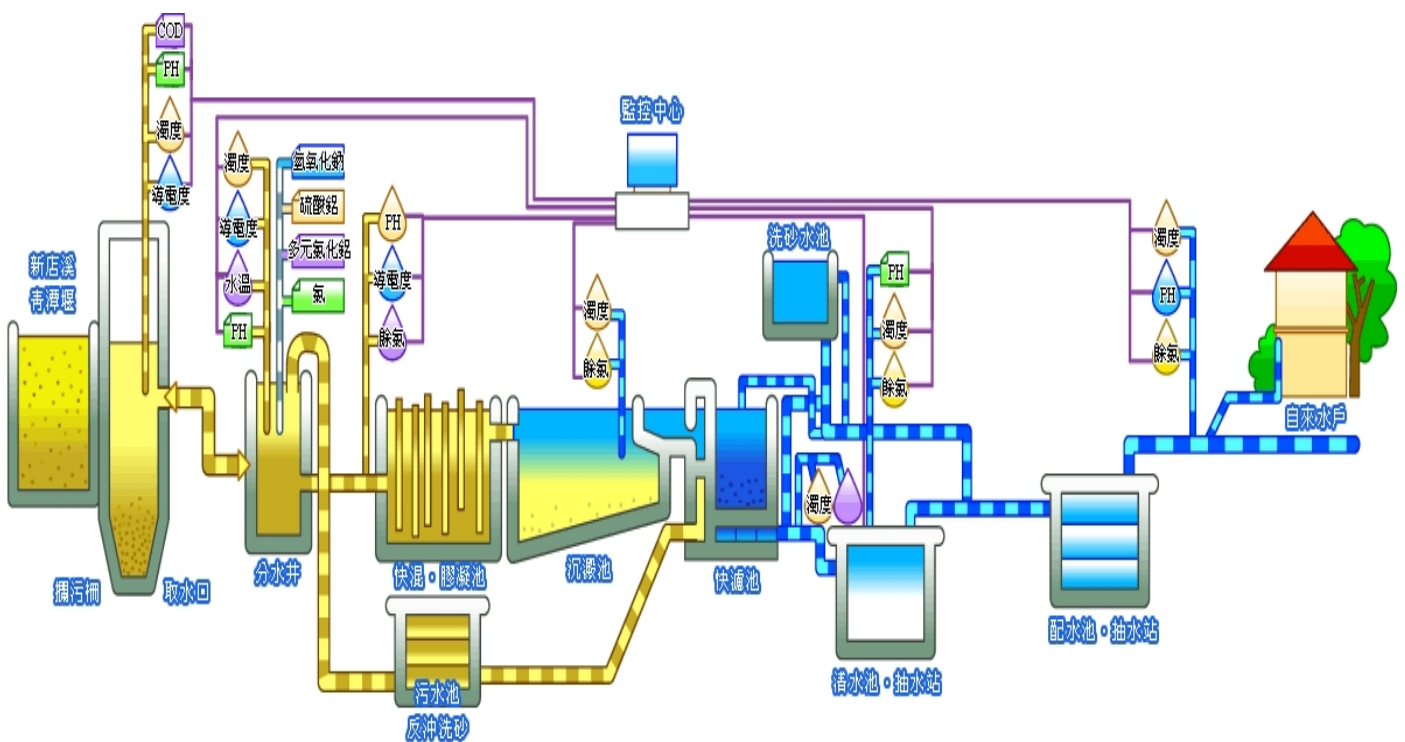 COD
PH
濁度
導電度
監控中心
濁度
導電度
水溫
PH
氫氧化鈉
硫酸鋁
多元氯化鋁
氯
PH
導電度
餘氯
濁度
餘氯
洗砂水池
PH
濁度
餘氯
濁度
PH
餘氯
新店溪
青潭堰
自來水戶
濁度
攔污柵
取水口
分水井
快混·膠凝池
沉澱池
快濾池
配水池·抽水站
清水池·抽水站
污水池
反沖洗砂